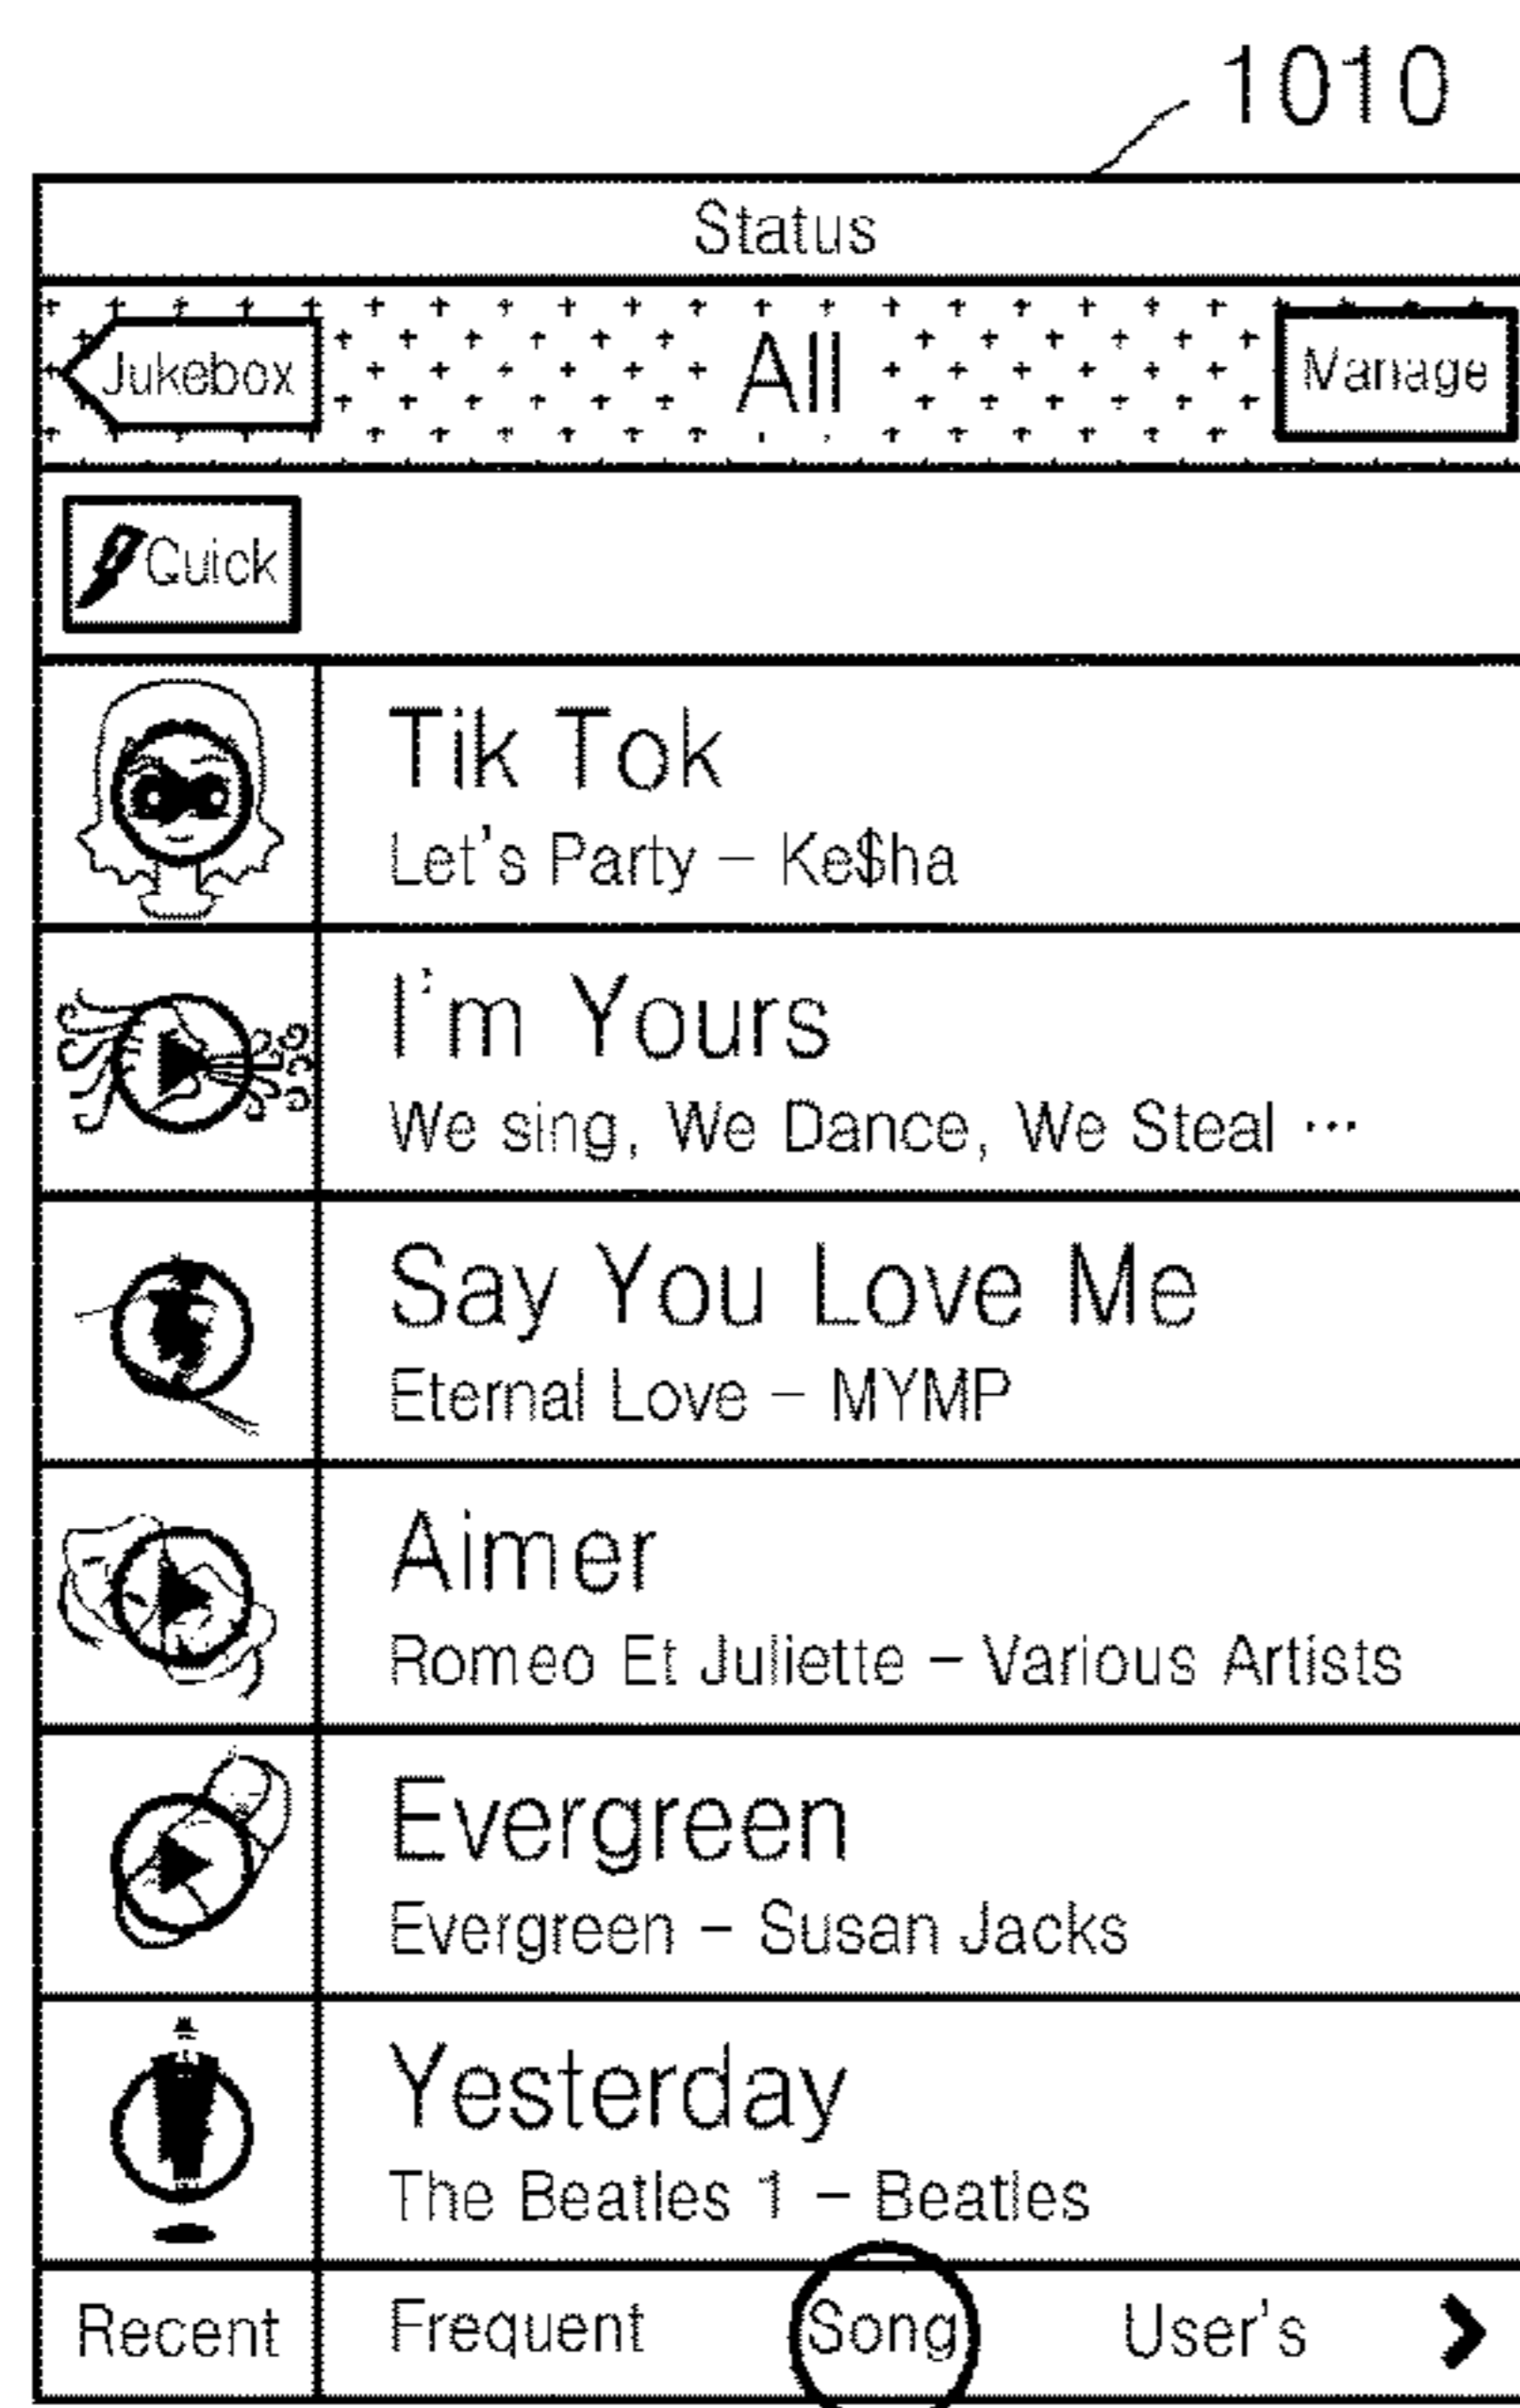 1010
Status
Jukebox All Manage
Quick
Tik Tok
Let's Party – Ke$ha
I'm Yours
We sing, We Dance, We Steal ···
Say You Love Me
Eternal Love – MYMP
Aimer
Romeo Et Juliette – Various Artists
Evergreen
Evergreen – Susan Jacks
Yesterday
The Beatles 1 – Beatles
Recent Frequent Song User's